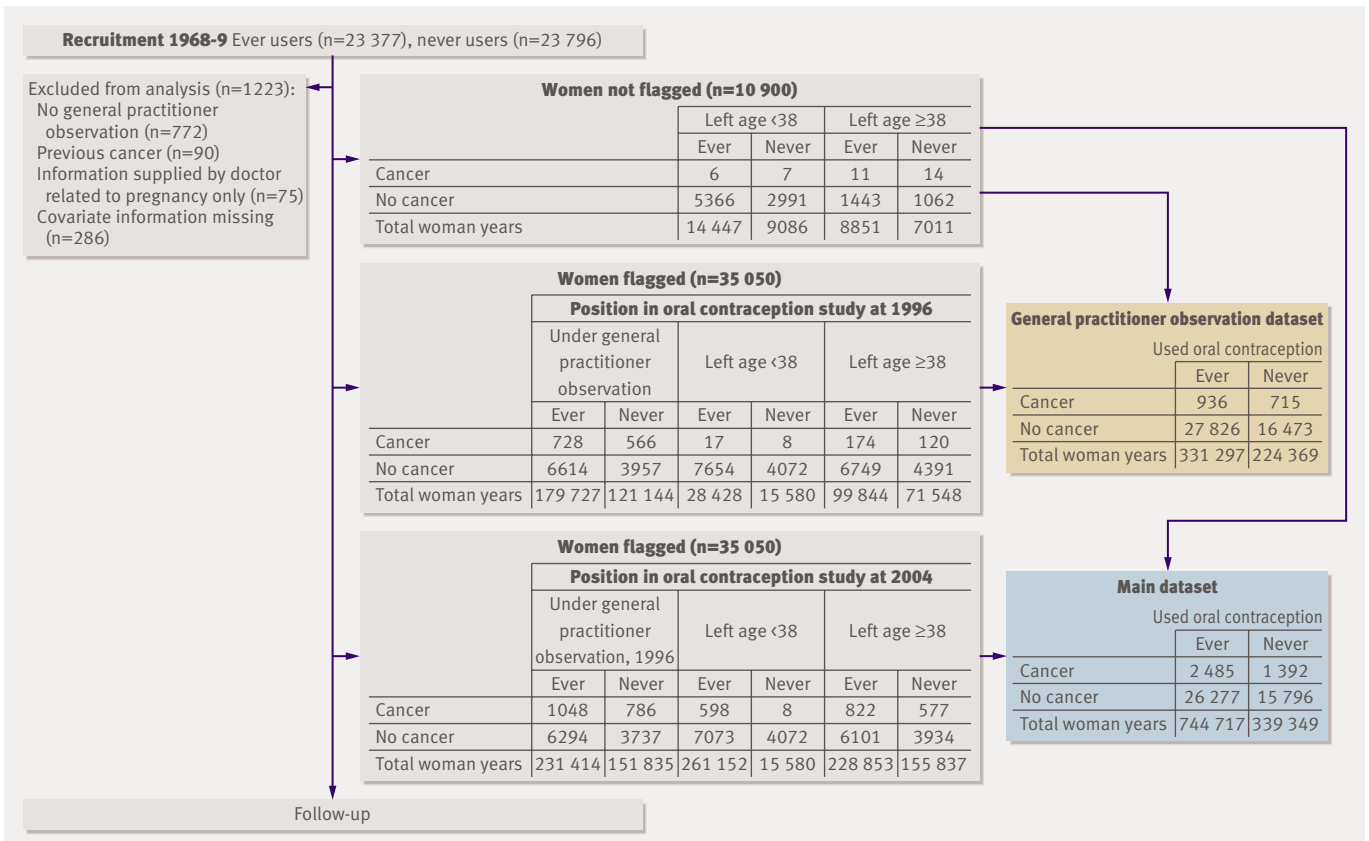 Recruitment 1968-9 Ever users (n=23 377), never users (n=23 796)
Excluded from analysis (n=1223):
No general practitioner
observation (n=772)
Previous cancer (n=90)
Information supplied by doctor
related to pregnancy only (n=75)
Covariate information missing
(n=286)
Women not flagged (n=10 900)
Left age <38 Left age ≥38
Ever Never Ever Never
Cancer 6 7 11 14
No cancer 5366 2991 1443 1062
Total woman years 14 447 9086 8851 7011
Women flagged (n=35 050)
Position in oral contraception study at 1996
Under general
practitioner
observation
Left age <38 Left age ≥38
Ever Never Ever Never Ever Never
Cancer 728 566 17 8 174 120
No cancer 6614 3957 7654 4072 6749 4391
Total woman years 179 727 121 144 28 428 15 580 99 844 71 548
General practitioner observation dataset
Used oral contraception
Ever Never
Cancer 936 715
No cancer 27 826 16 473
Total woman years 331 297 224 369
Women flagged (n=35 050)
Position in oral contraception study at 2004
Under general
practitioner
observation, 1996
Left age <38 Left age ≥38
Ever Never Ever Never Ever Never
Cancer 1048 786 598 8 822 577
No cancer 6294 3737 7073 4072 6101 3934
Total woman years 231 414 151 835 261 152 15 580 228 853 155 837
Main dataset
Used oral contraception
Ever Never
Cancer 2 485 1 392
No cancer 26 277 15 796
Total woman years 744 717 339 349
Follow-up